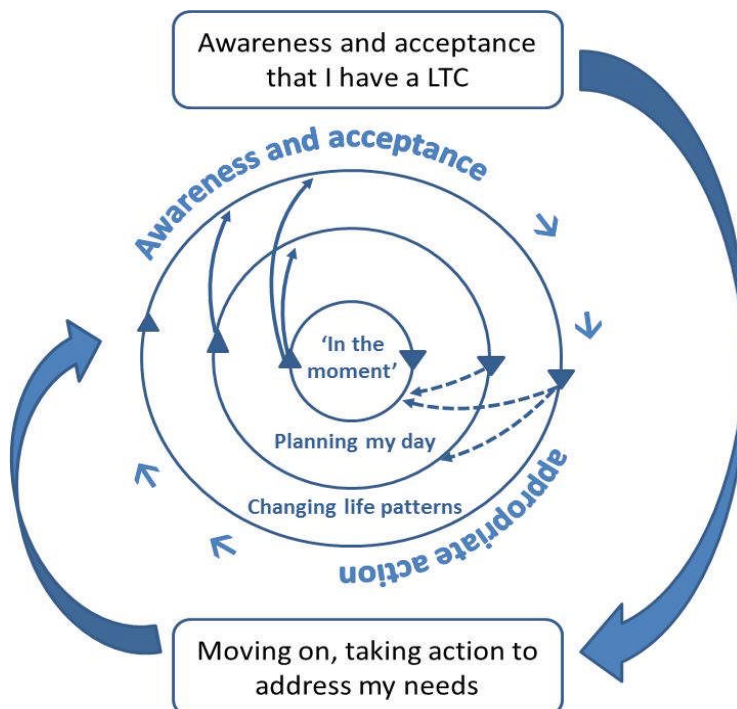 Awareness and acceptance
that I have a LTC
Awareness and acceptance
‘In the
moment’
Planning my day
Changing life patterns
appropriate action
Moving on, taking action to
address my needs